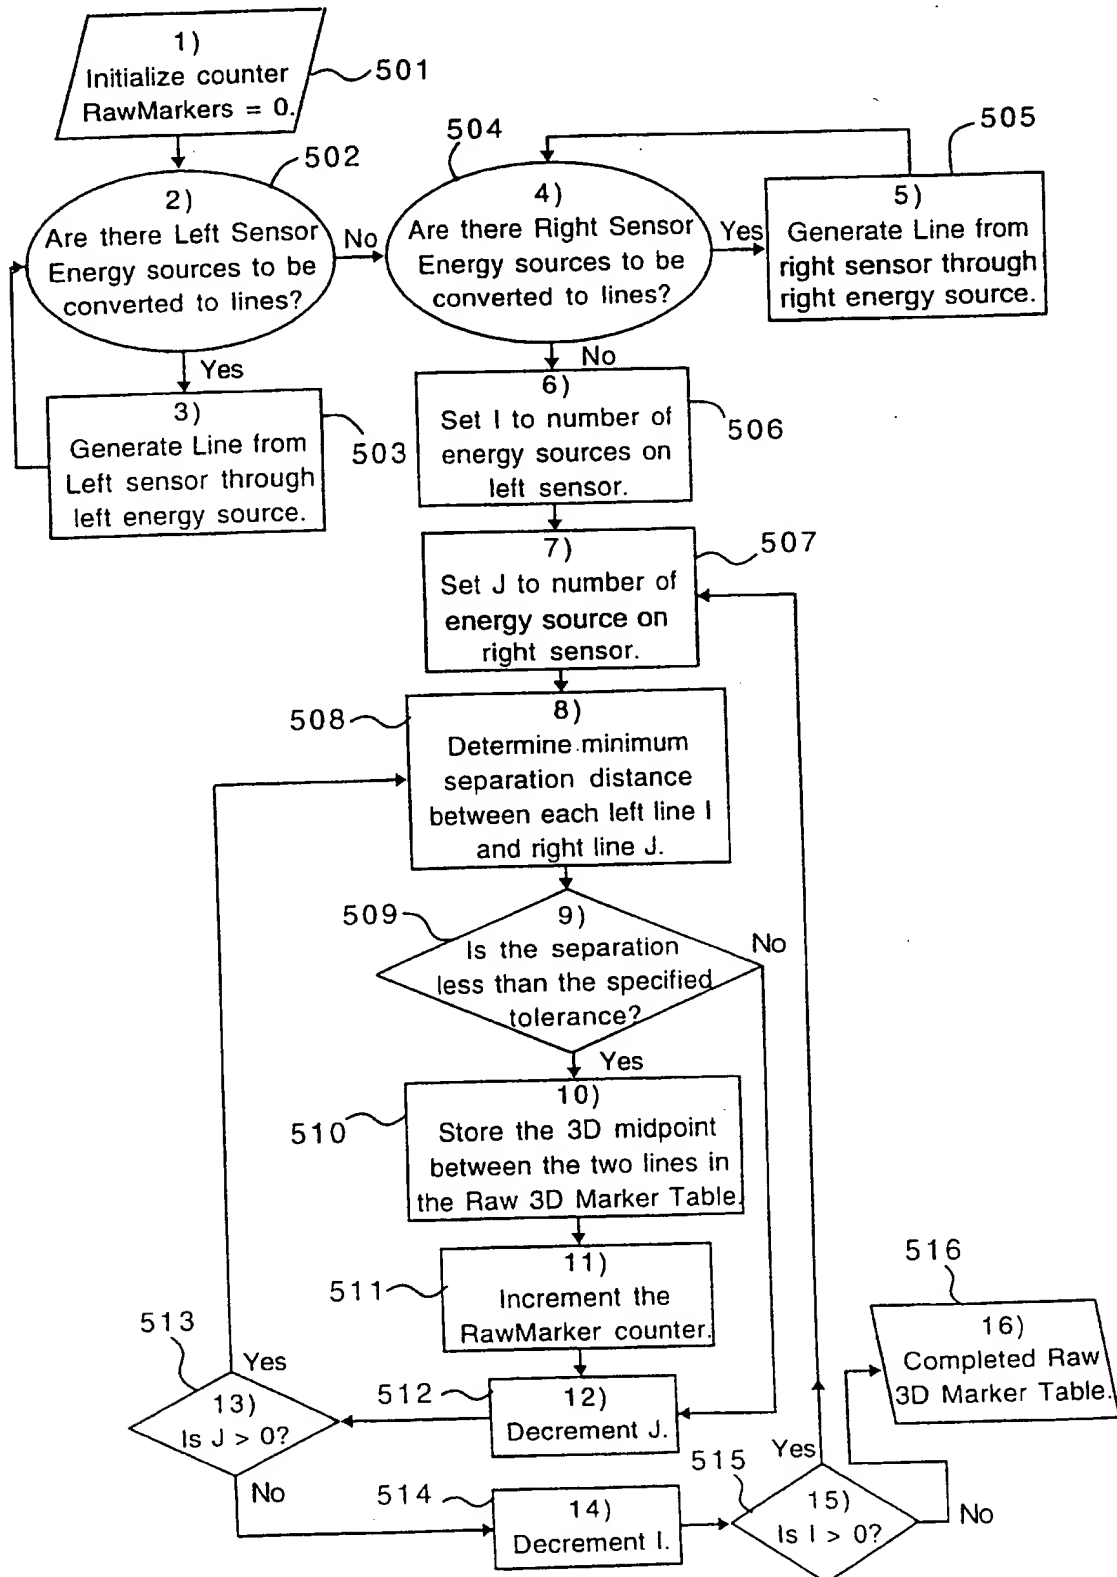 1)
Initialize counter
RawMarkers = 0.
501
502
2)
Are there Left Sensor
Energy sources to be
converted to lines?
No
Yes
3)
Generate Line from
Left sensor through
left energy source.
503
504
4)
Are there Right Sensor
Energy sources to be
converted to lines?
Yes
No
505
5)
Generate Line from
right sensor through
right energy source.
6)
Set I to number of
energy sources on
left sensor.
506
7)
Set J to number of
energy source on
right sensor.
507
508
8)
Determine minimum
separation distance
between each left line I
and right line J.
509
9)
Is the separation
less than the specified
tolerance?
No
Yes
510
10)
Store the 3D midpoint
between the two lines in
the Raw 3D Marker Table.
511
11)
Increment the
RawMarker counter.
512
12)
Decrement J.
513
Yes
13)
Is J > 0?
No
514
14)
Decrement I.
515
Yes
15)
Is I > 0?
No
516
16)
Completed Raw
3D Marker Table.